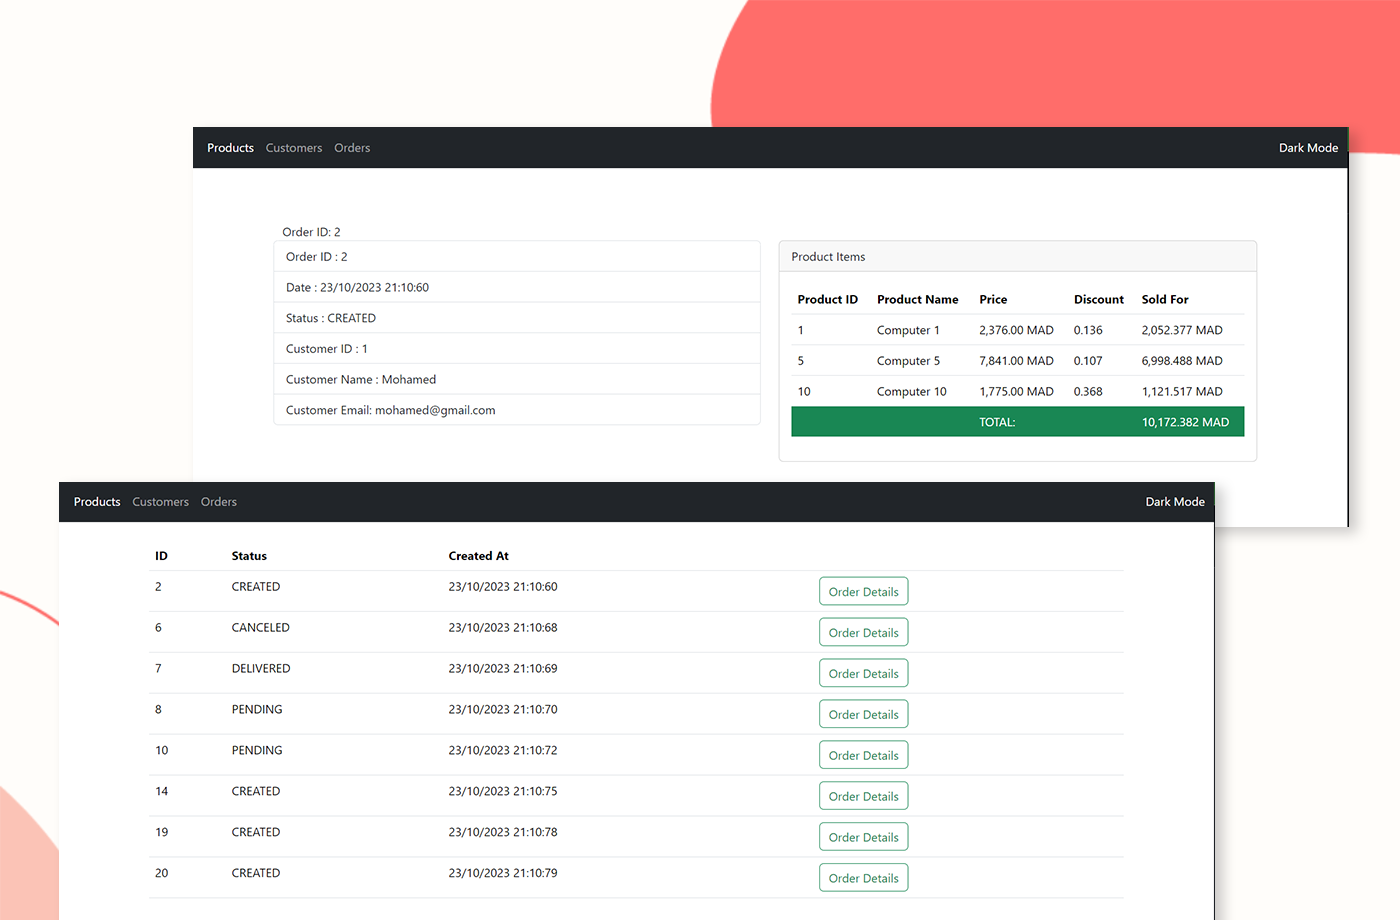 Products Customers Orders Dark Mode
Order ID: 2
Order ID : 2
Date : 23/10/2023 21:10:60
Status : CREATED
Customer ID : 1
Customer Name : Mohamed
Customer Email: mohamed@gmail.com
Product Items
Product ID Product Name Price Discount Sold For
1 Computer 1 2,376.00 MAD 0.136 2,052.377 MAD
5 Computer 5 7,841.00 MAD 0.107 6,998.488 MAD
10 Computer 10 1,775.00 MAD 0.368 1,121.517 MAD
TOTAL: 10,172.382 MAD
Products Customers Orders Dark Mode
ID Status Created At
2 CREATED 23/10/2023 21:10:60 Order Details
6 CANCELED 23/10/2023 21:10:68 Order Details
7 DELIVERED 23/10/2023 21:10:69 Order Details
8 PENDING 23/10/2023 21:10:70 Order Details
10 PENDING 23/10/2023 21:10:72 Order Details
14 CREATED 23/10/2023 21:10:75 Order Details
19 CREATED 23/10/2023 21:10:78 Order Details
20 CREATED 23/10/2023 21:10:79 Order Details